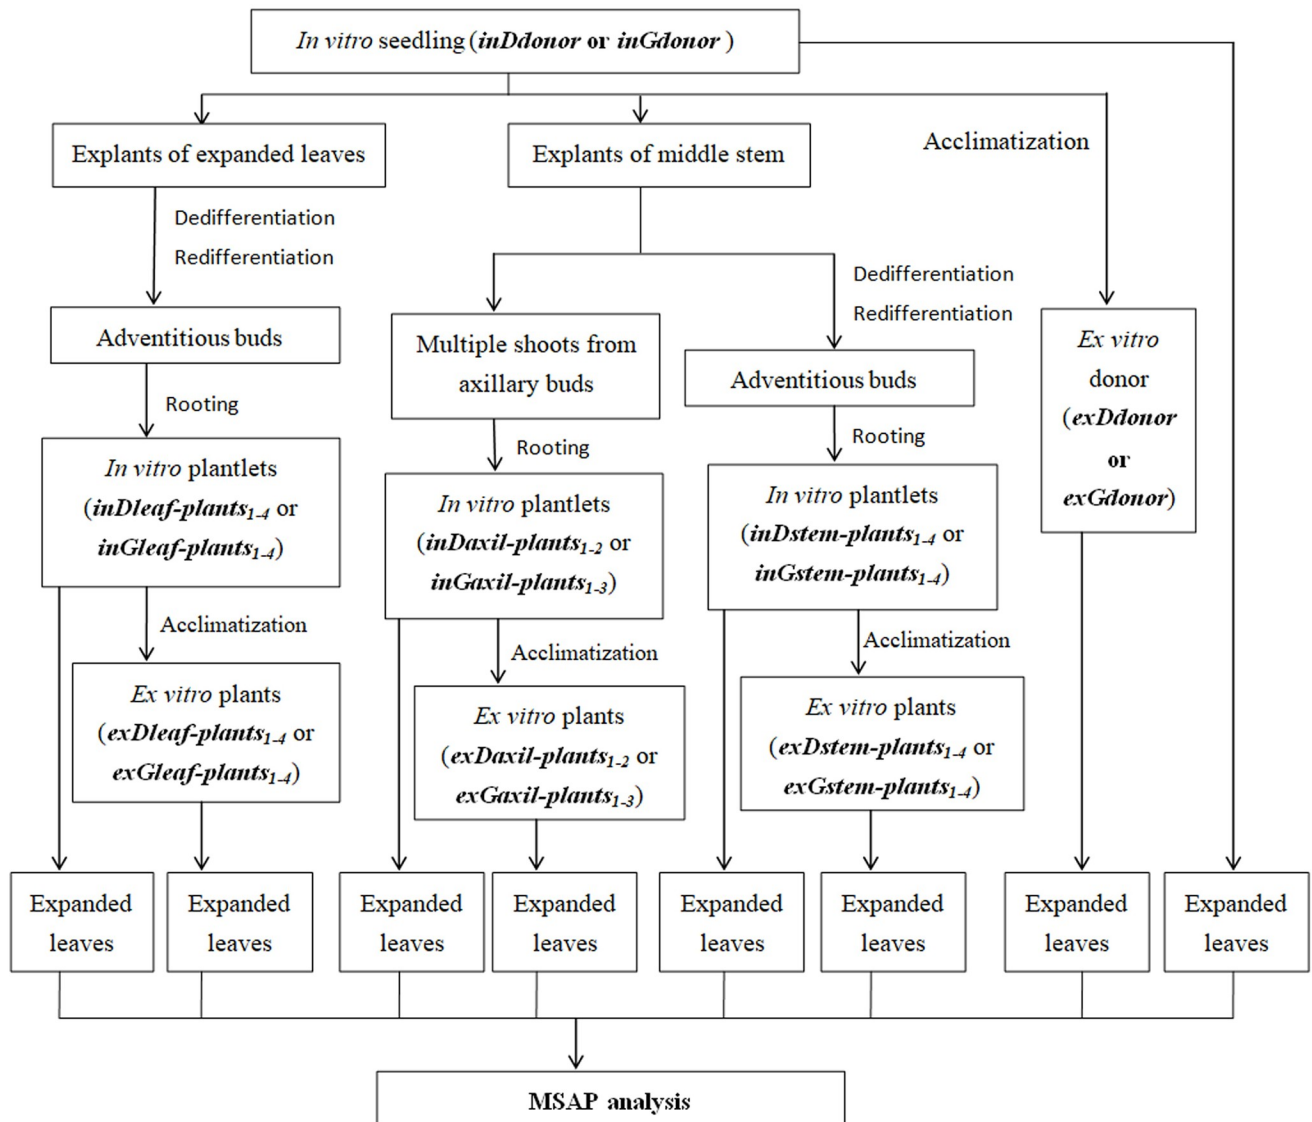 In vitro seedling (inDdonor or inGdonor )
Explants of expanded leaves
Explants of middle stem
Acclimatization
Dedifferentiation
Redifferentiation
Dedifferentiation
Redifferentiation
Adventitious buds
Multiple shoots from
axillary buds
Adventitious buds
Ex vitro
donor
(exDdonor
or
exGdonor)
Rooting
Rooting
Rooting
In vitro plantlets
(inDleaf-plants1-4 or
inGleaf-plants1-4)
In vitro plantlets
(inDaxil-plants1-2 or
inGaxil-plants1-3)
In vitro plantlets
(inDstem-plants1-4 or
inGstem-plants1-4)
Acclimatization
Acclimatization
Acclimatization
Ex vitro plants
(exDleaf-plants1-4 or
exGleaf-plants1-4)
Ex vitro plants
(exDaxil-plants1-2 or
exGaxil-plants1-3)
Ex vitro plants
(exDstem-plants1-4 or
exGstem-plants1-4)
Expanded
leaves
Expanded
leaves
Expanded
leaves
Expanded
leaves
Expanded
leaves
Expanded
leaves
Expanded
leaves
Expanded
leaves
MSAP analysis